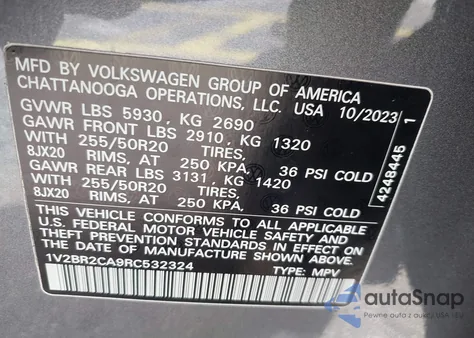 MFD BY VOLKSWAGEN GROUP OF AMERICA
CHATTANOOGA OPERATIONS, LLC. USA 10/2023
GVWR LBS 5930, KG 2690
GAWR FRONT LBS 2910, KG 1320
WITH 255/50R20 TIRES,
8JX20 RIMS, AT 250 KPA, 36 PSI COLD
GAWR REAR LBS 3131, KG 1420
WITH 255/50R20 TIRES,
8JX20 RIMS, AT 250 KPA, 36 PSI COLD
THIS VEHICLE CONFORMS TO ALL APPLICABLE
U.S. FEDERAL MOTOR VEHICLE SAFETY AND
THEFT PREVENTION STANDARDS IN EFFECT ON
THE DATE OF MANUFACTURE SHOWN ABOVE.
1V2BR2CA9RC532324 TYPE: MPV
4248446 1
autaSnap